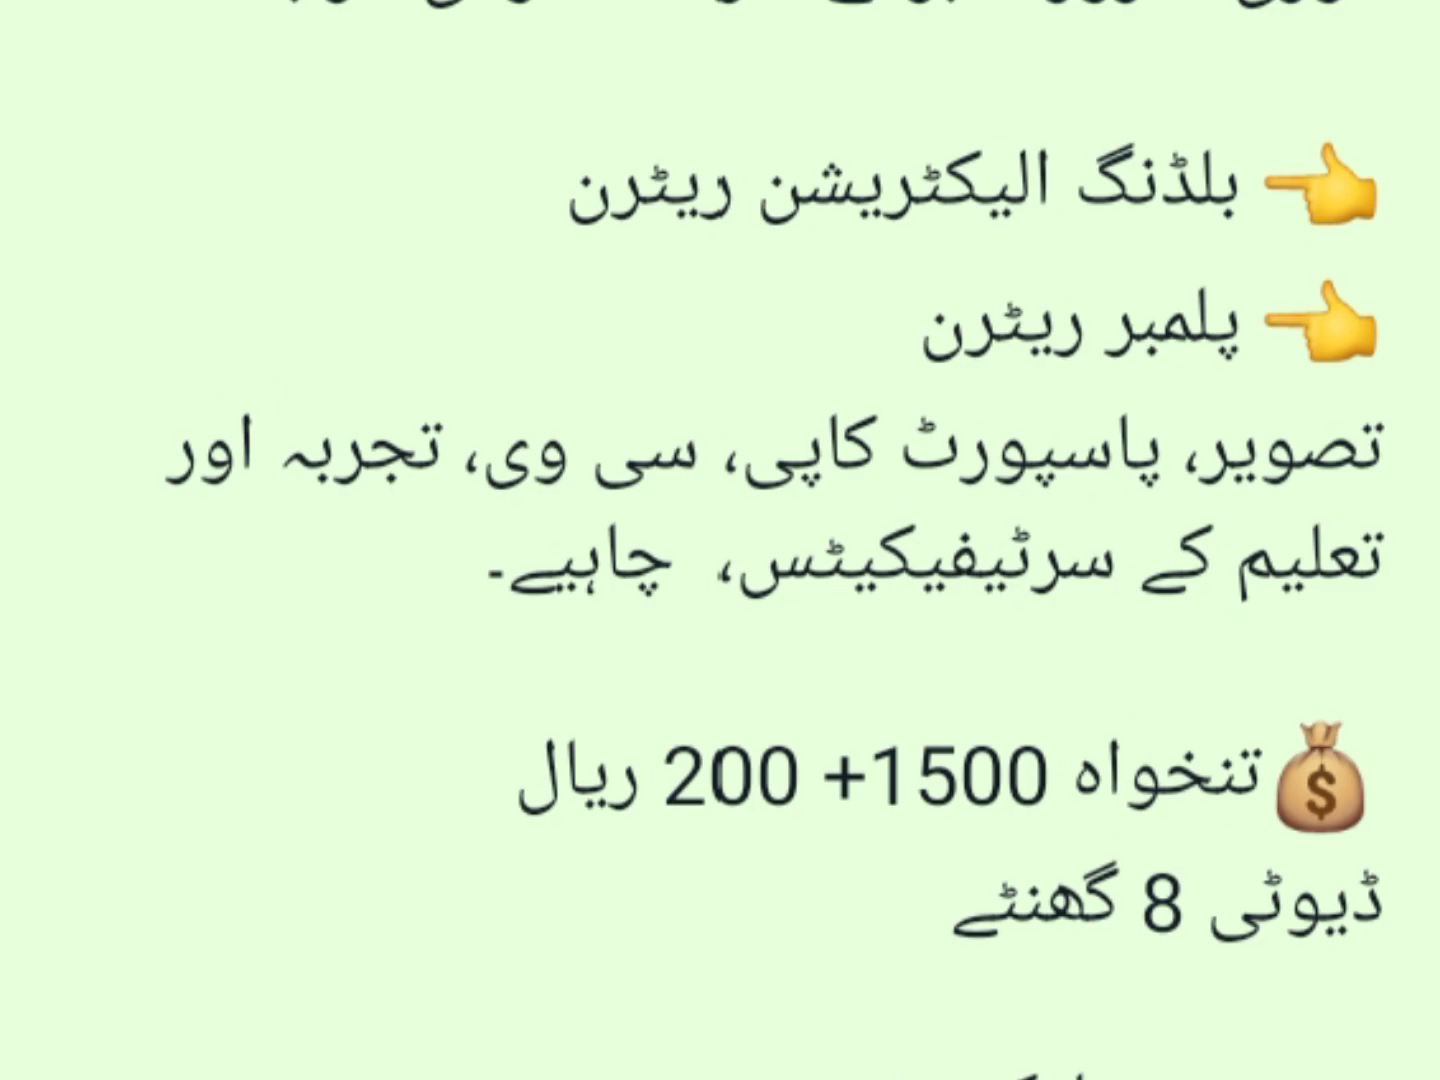 👈 بلڈنگ الیکٹریشن ریٹرن
👈 پلمبر ریٹرن
تصویر، پاسپورٹ کاپی، سی وی، تجربہ اور
تعلیم کے سرٹیفیکیٹس، چاہیے۔
💰تنخواہ 1500+ 200 ریال
ڈیوٹی 8 گھنٹے